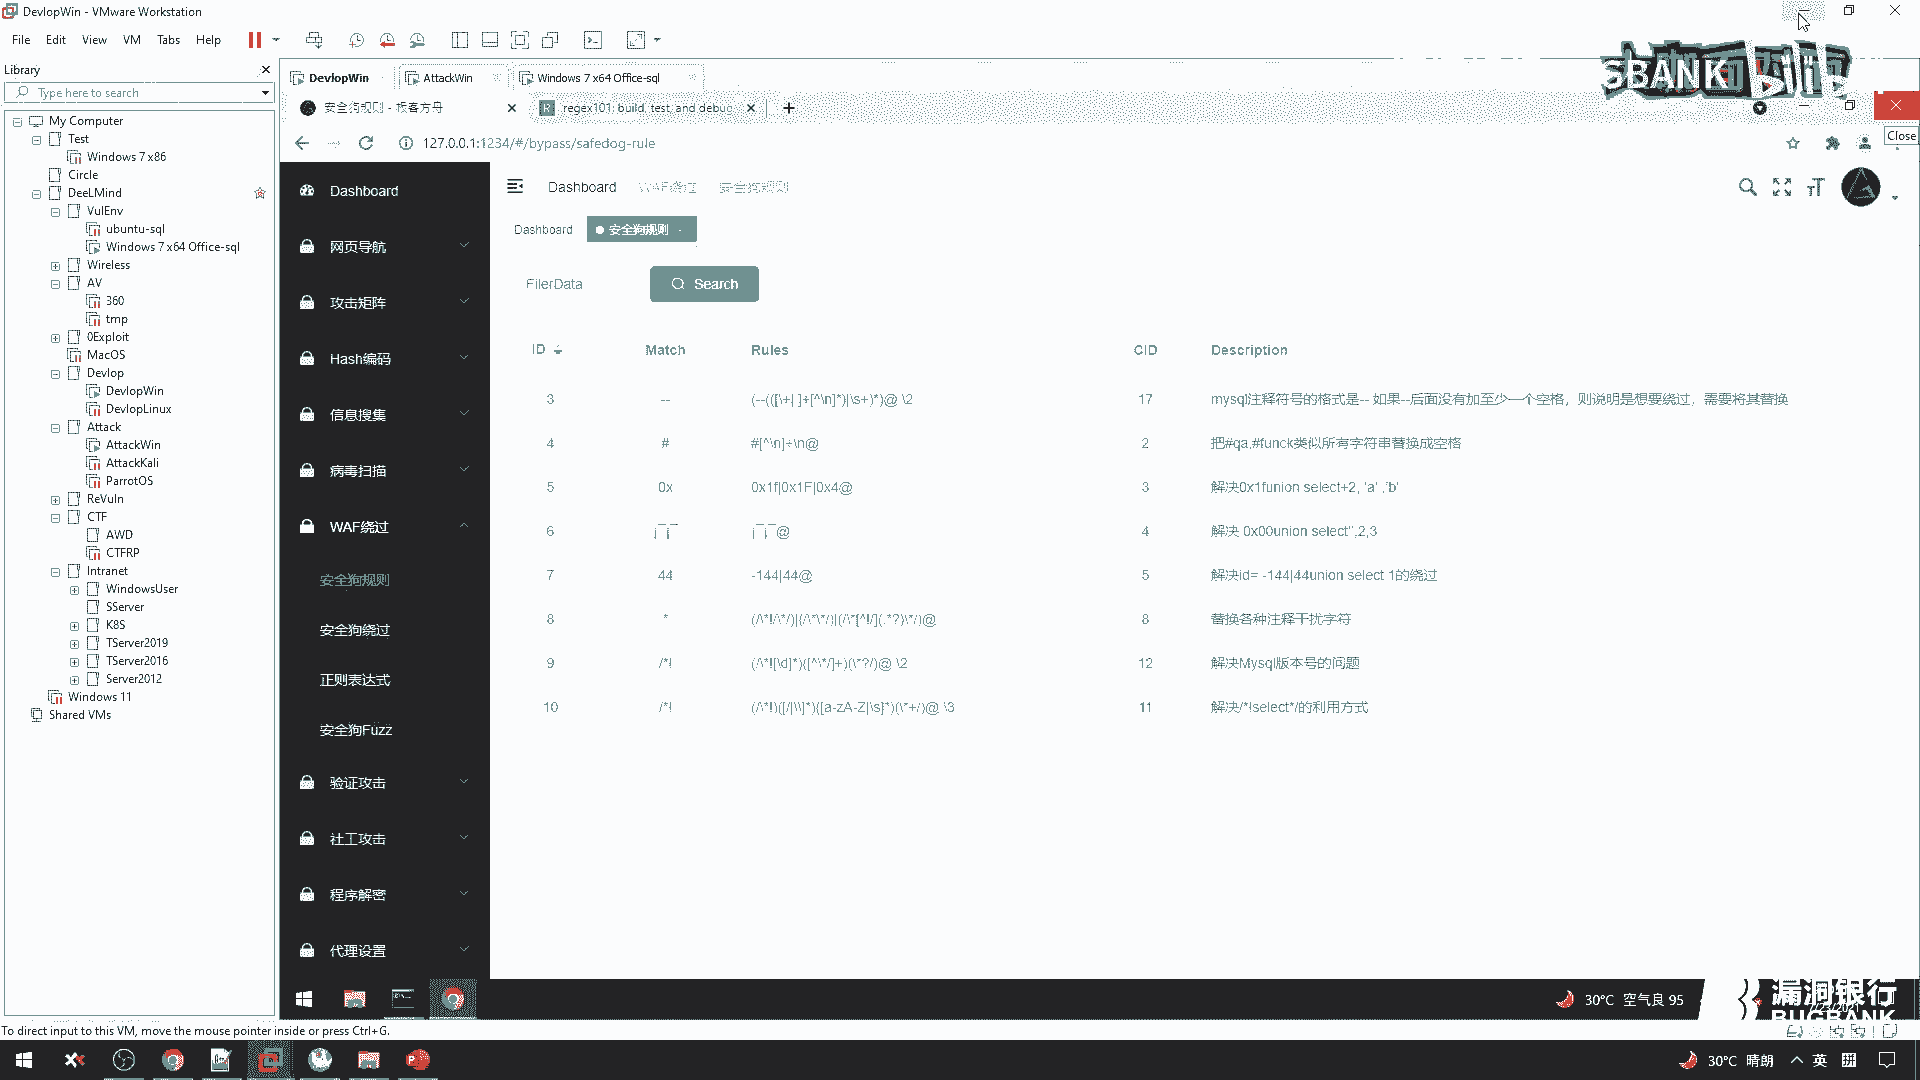 DevlopWin - VMware Workstation
File Edit View VM Tabs Help
Library
Type here to search
My Computer
Test
Windows 7 x86
Circle
DeeLMind
VulEnv
ubuntu-sql
Windows 7 x64 Office-sql
Wireless
AV
360
tmp
0Exploit
MacOS
Devlop
DevlopWin
DevlopLinux
Attack
AttackWin
AttackKali
ParrotOS
ReVuln
CTF
AWD
CTFRP
Intranet
WindowsUser
SServer
K8S
TServer2019
TServer2016
Server2012
Windows 11
Shared VMs
DevlopWin AttackWin Windows 7 x64 Office-sql
安全狗规则 - 极客方舟 regex101: build, test, and debug
127.0.0.1:1234/#/bypass/safedog-rule
Close
Dashboard
网页导航
攻击矩阵
Hash编码
信息搜集
病毒扫描
WAF绕过
安全狗规则
安全狗绕过
正则表达式
安全狗Fuzz
验证攻击
社工攻击
程序解密
代理设置
Dashboard WAF绕过 安全狗规则
Dashboard 安全狗规则
FilerData Search
ID Match Rules CID Description
3 -- 17 mysql注释符号的格式是-- 如果--后面没有加至少一个空格，则说明是想要绕过，需要将其替换
4 # #[^\n]+\n@ 2 把#qa,#funck类似所有字符串替换成空格
5 0x 0x1f|0x1F|0x4@ 3 解决0x1funion select+2, 'a' ,'b'
6 4 解决 0x00union select'',2,3
7 44 -144|44@ 5 解决id= -144|44union select 1的绕过
8 * 8 替换各种注释干扰字符
9 /*! 12 解决Mysql版本号的问题
10 /*! 11 解决/*!select*/的利用方式
30°C 空气良 95
漏洞银行
BUGBANK
SBANK bilib
To direct input to this VM, move the mouse pointer inside or press Ctrl+G.
30°C 晴朗 英 拼